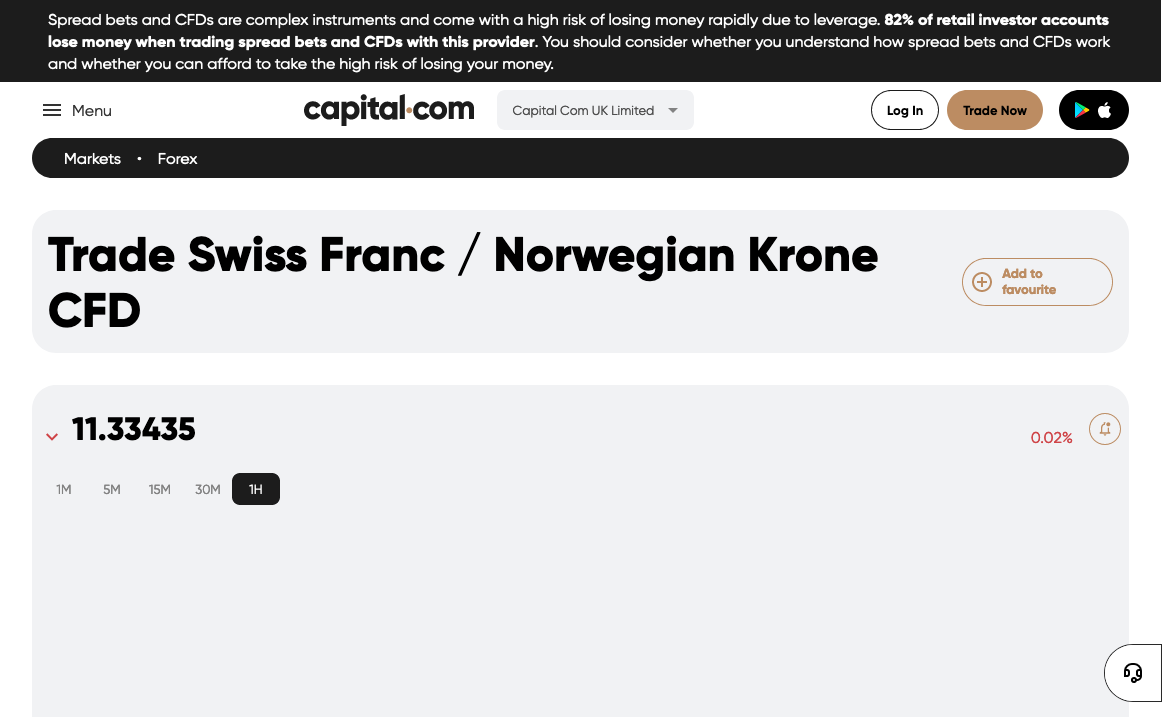 Spread bets and CFDs are complex instruments and come with a high risk of losing money rapidly due to leverage. 82% of retail investor accounts
lose money when trading spread bets and CFDs with this provider. You should consider whether you understand how spread bets and CFDs work
and whether you can afford to take the high risk of losing your money.
Menu
capital.com
Capital Com UK Limited
Log In
Trade Now
Markets • Forex
Trade Swiss Franc / Norwegian Krone
CFD
Add to
favourite
11.33435
0.02%
1M 5M 15M 30M 1H